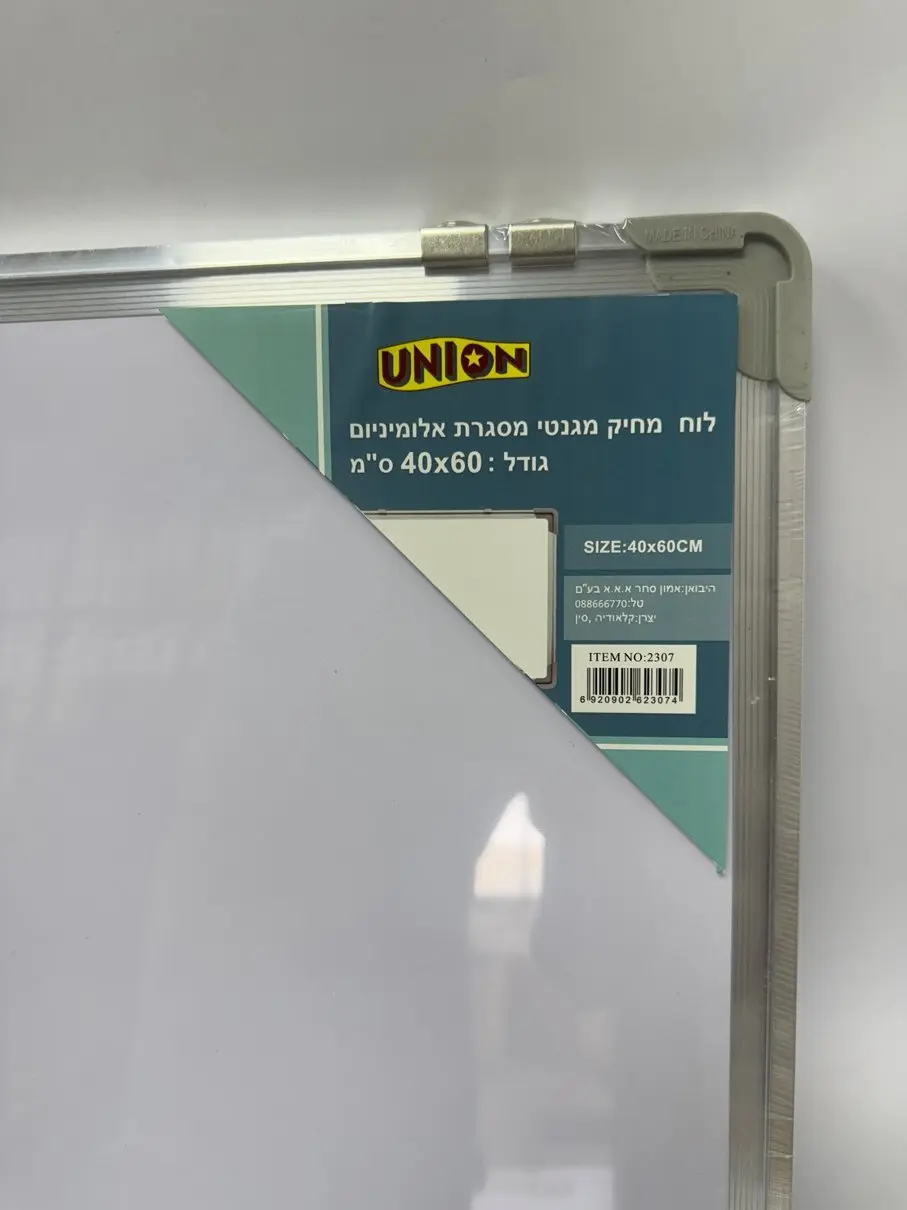 MADE IN CHINA
UNION
לוח מחיק מגנטי מסגרת אלומיניום
גודל : 40x60 ס"מ
SIZE:40x60CM
היבואן:אמון סחר א.א.א בע"מ
טל:088666770
יצרן:קלאודיה ,סין
ITEM NO:2307
6 920902 623074